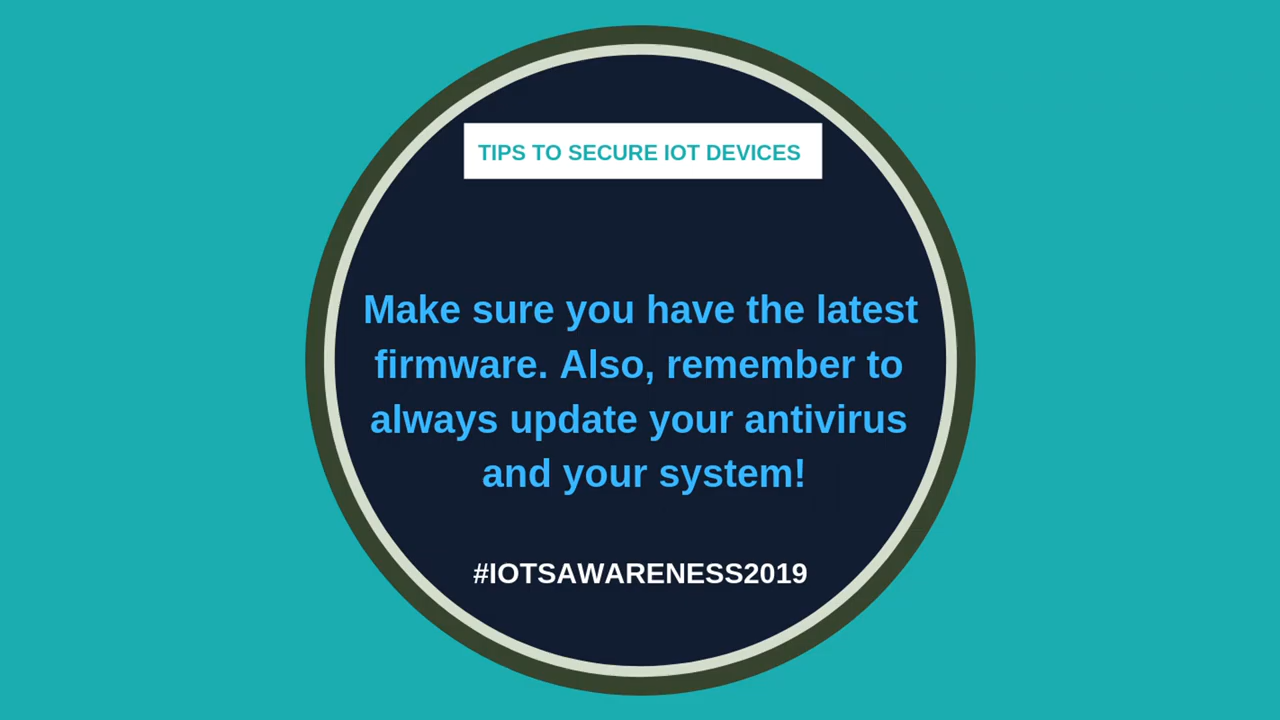 TIPS TO SECURE IOT DEVICES
Make sure you have the latest
firmware. Also, remember to
always update your antivirus
and your system!
#IOTSAWARENESS2019